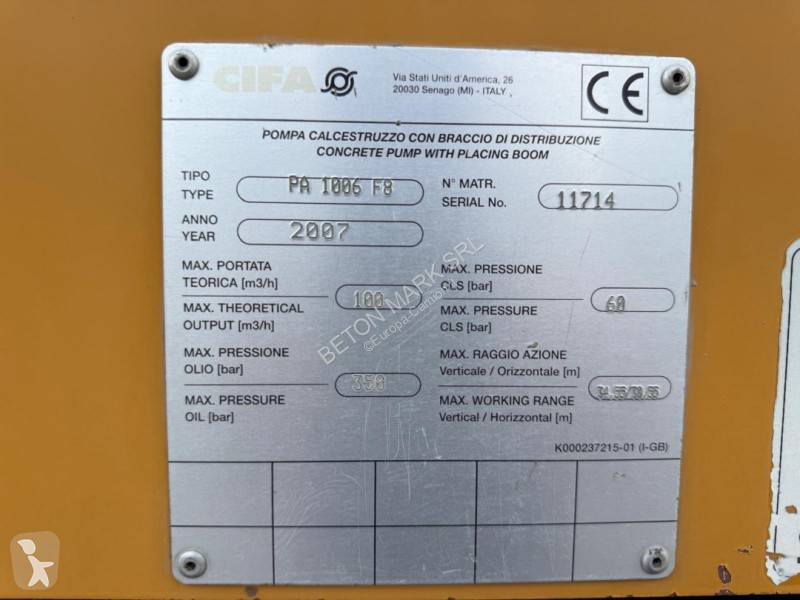 CIFA
Via Stati Uniti d'America, 26
20030 Senago (MI) - ITALY
CE
POMPA CALCESTRUZZO CON BRACCIO DI DISTRIBUZIONE
CONCRETE PUMP WITH PLACING BOOM
TIPO
TYPE
PA 1006 F8
N° MATR.
SERIAL No.
11714
ANNO
YEAR
2007
MAX. PORTATA
TEORICA [m3/h]
MAX. THEORETICAL
OUTPUT [m3/h]
100
MAX. PRESSIONE
CLS [bar]
MAX. PRESSURE
CLS [bar]
60
MAX. PRESSIONE
OLIO [bar]
MAX. PRESSURE
OIL [bar]
350
MAX. RAGGIO AZIONE
Verticale / Orizzontale [m]
MAX. WORKING RANGE
Vertical / Horizzontal [m]
K000237215-01 (I-GB)
BETON MARK SRL